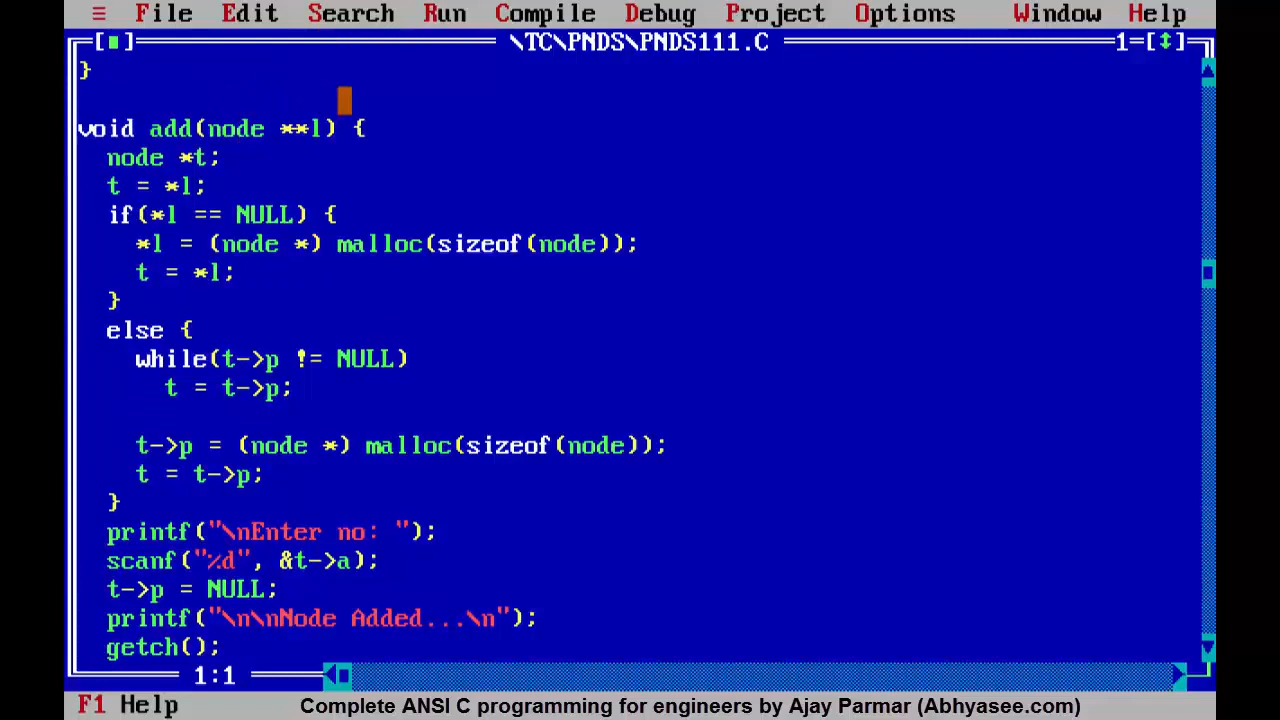 ≡ File Edit Search Run Compile Debug Project Options Window Help
[■] \TC\PNDS\PNDS111.C 1=[↕]
}
void add(node **l) {
  node *t;
  t = *l;
  if(*l == NULL) {
    *l = (node *) malloc(sizeof(node));
    t = *l;
  }
  else {
    while(t->p != NULL)
      t = t->p;
    t->p = (node *) malloc(sizeof(node));
    t = t->p;
  }
  printf("\nEnter no: ");
  scanf("%d", &t->a);
  t->p = NULL;
  printf("\n\nNode Added...\n");
  getch();
1:1
F1 Help Complete ANSI C programming for engineers by Ajay Parmar (Abhyasee.com)